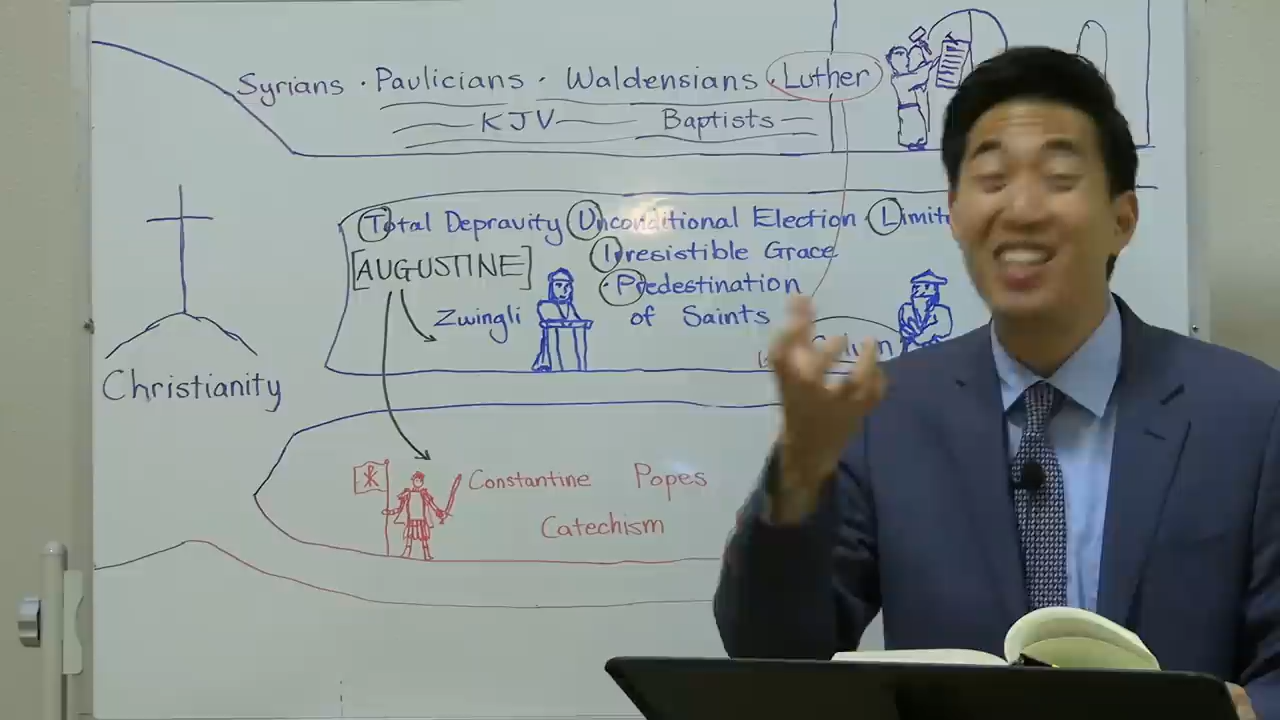 Syrians · Paulicians · Waldensians Luther
KJV Baptists
Total Depravity Unconditional Election Limit
Irresistible Grace
[AUGUSTINE]
· Predestination
Zwingli
of Saints
Christianity
Constantine Popes
Catechism